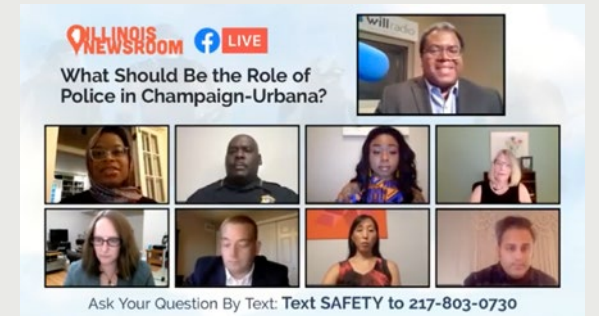 ILLINOIS
NEWSROOM
f LIVE
will radio
What Should Be the Role of
Police in Champaign-Urbana?
Ask Your Question By Text: Text SAFETY to 217-803-0730